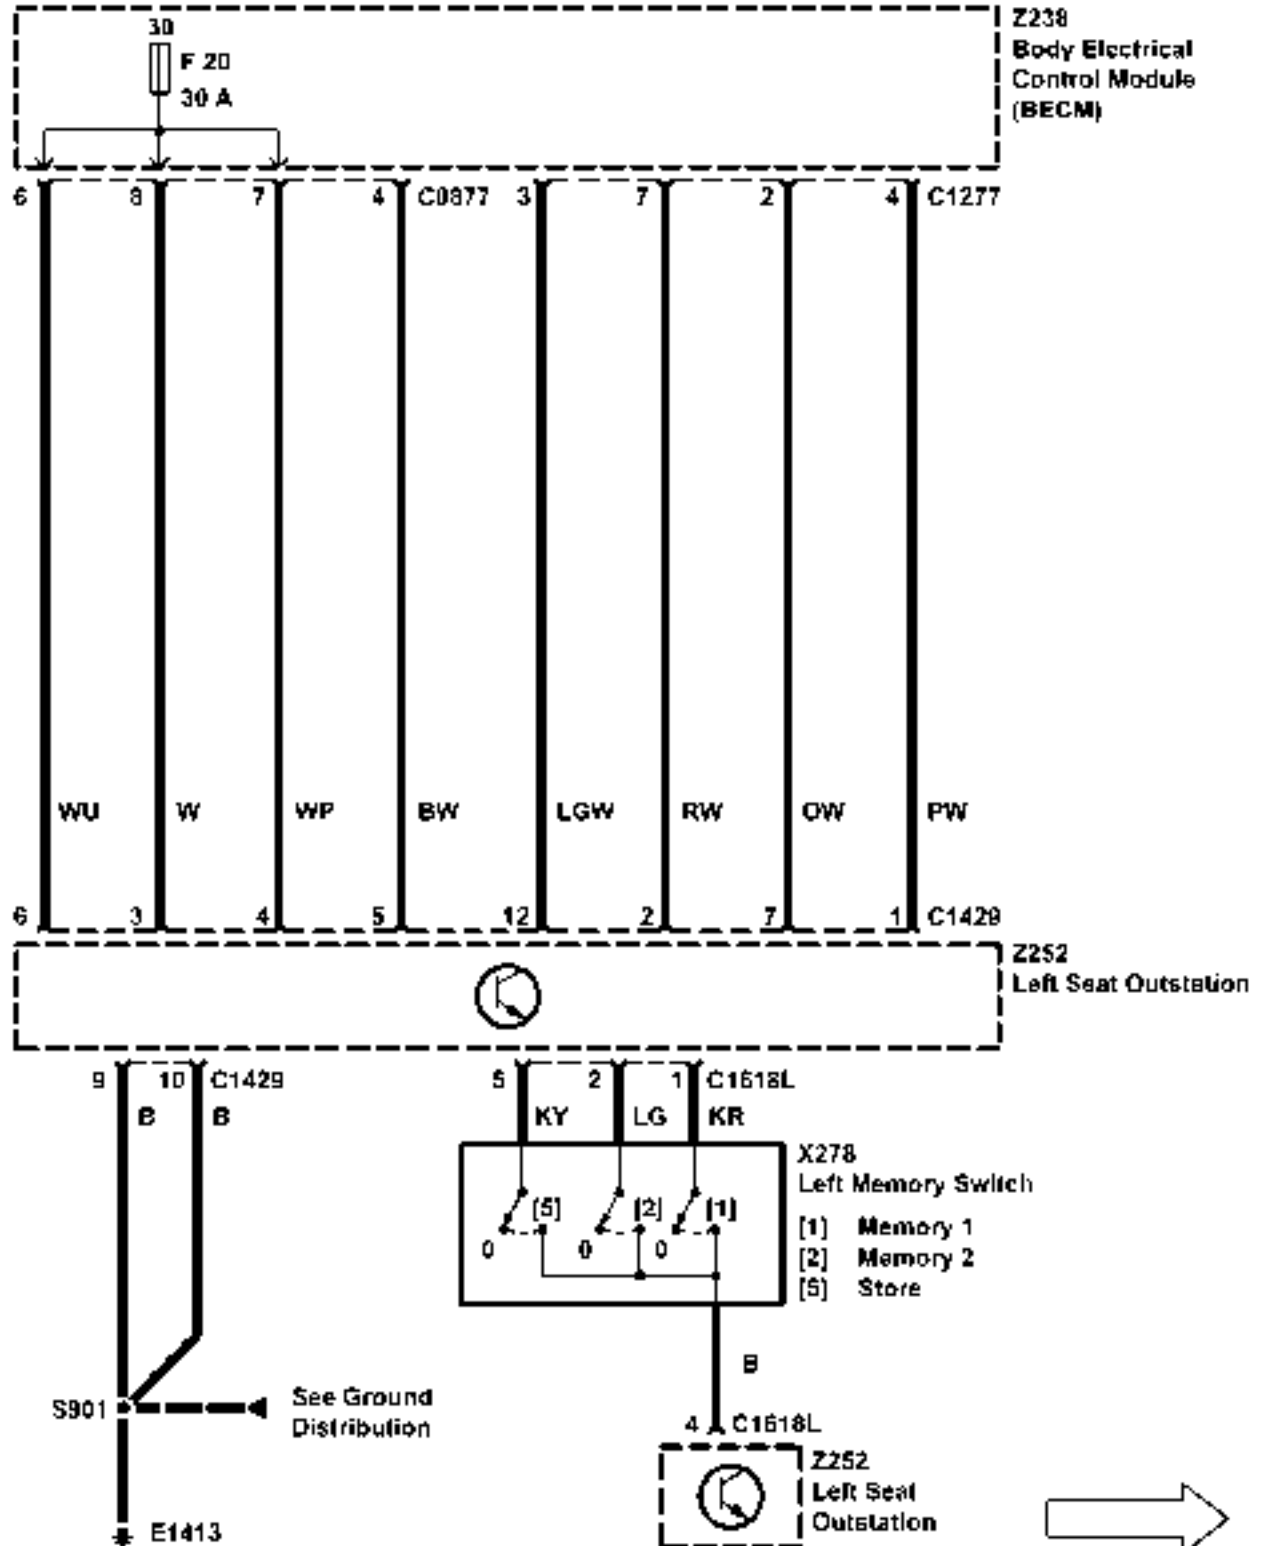 Z238
Body Electrical
Control Module
(BECM)
30
F 20
30 A
6 8 7 4 C0877 3 7 2 4 C1277
WU W WP BW LGW RW OW PW
6 3 4 5 12 2 7 1 C1429
Z252
Left Seat Outstation
9 10 C1429 5 2 1 C1618L
B B KY LG KR
X278
Left Memory Switch
[5] [2] [1]
0 0 0
[1] Memory 1
[2] Memory 2
[5] Store
B
S901
See Ground
Distribution
4 C1618L
Z252
Left Seat
Outstation
E1413